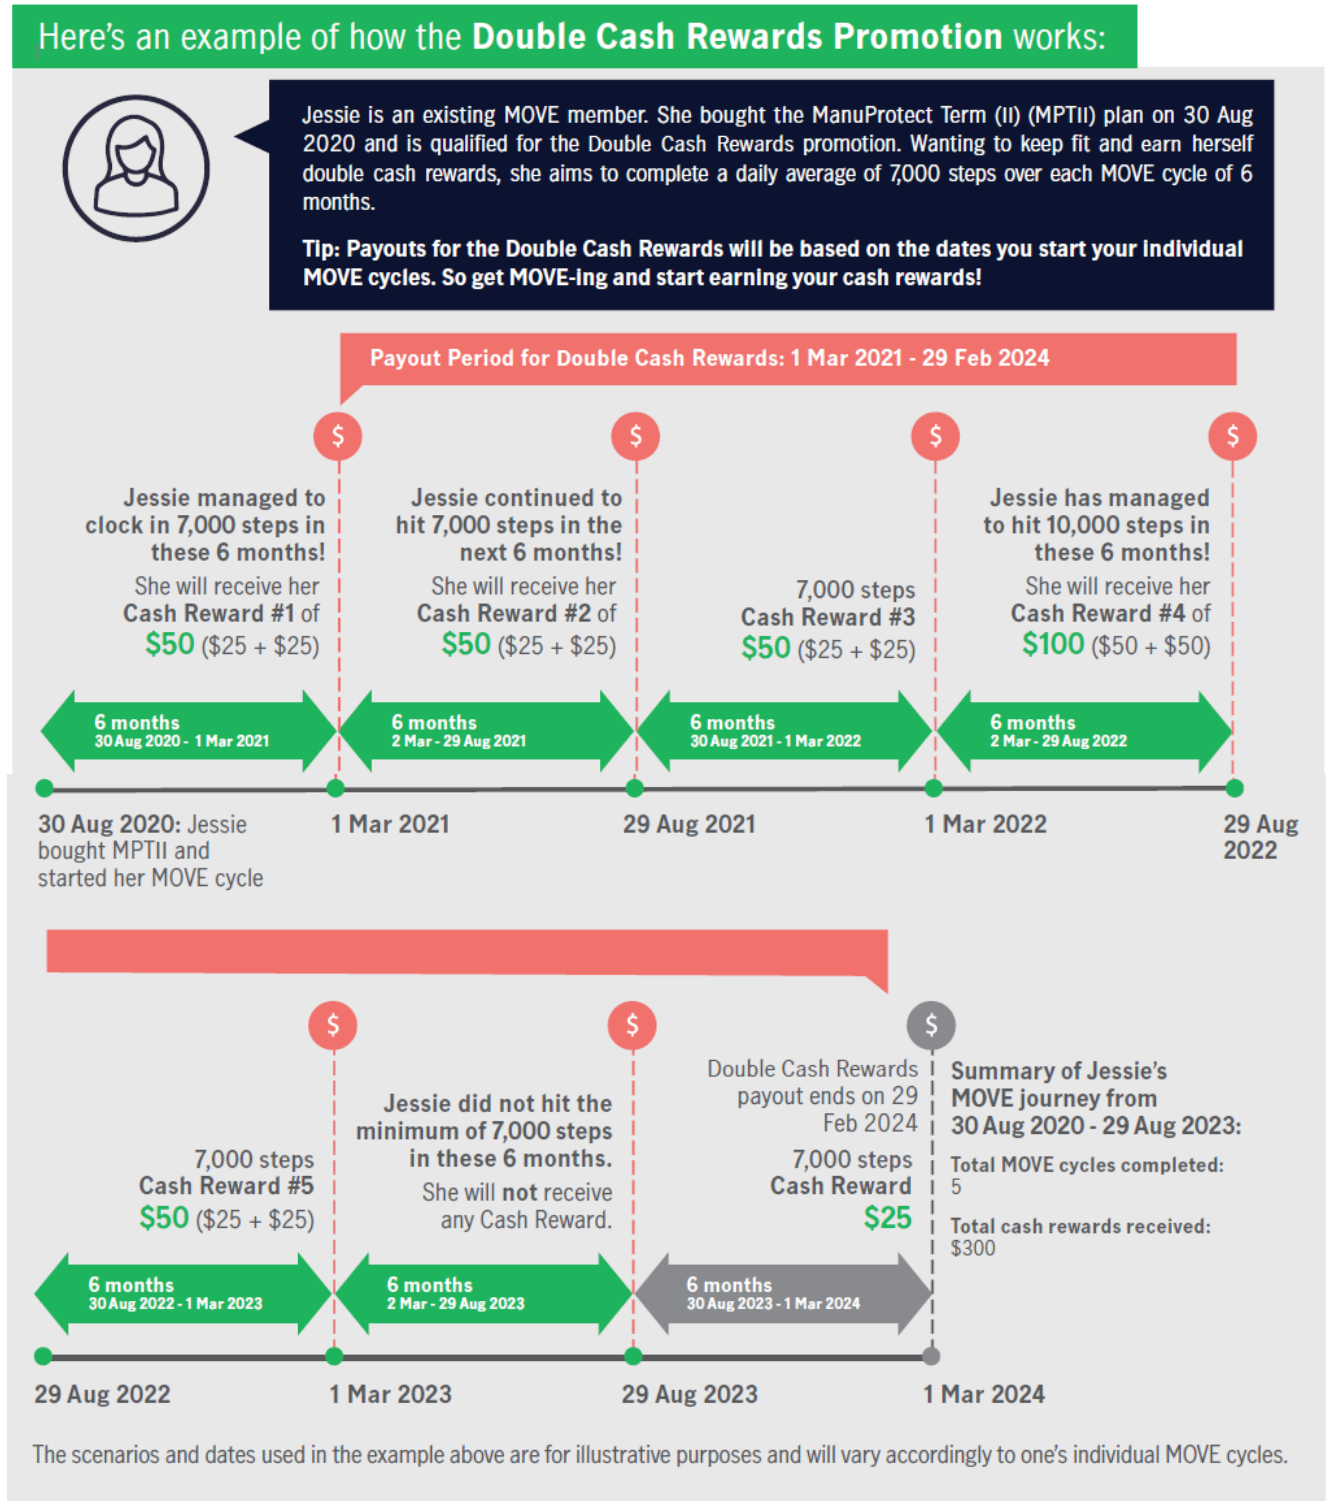 Here's an example of how the Double Cash Rewards Promotion works:
Jessie is an existing MOVE member. She bought the ManuProtect Term (II) (MPTII) plan on 30 Aug
2020 and is qualified for the Double Cash Rewards promotion. Wanting to keep fit and earn herself
double cash rewards, she aims to complete a daily average of 7,000 steps over each MOVE cycle of 6
months.
Tip: Payouts for the Double Cash Rewards will be based on the dates you start your individual
MOVE cycles. So get MOVE-ing and start earning your cash rewards!
Payout Period for Double Cash Rewards: 1 Mar 2021 - 29 Feb 2024
$
$
$
$
Jessie managed to
clock in 7,000 steps in
these 6 months!
She will receive her
Cash Reward #1 of
$50 ($25 + $25)
Jessie continued to
hit 7,000 steps in the
next 6 months!
She will receive her
Cash Reward #2 of
$50 ($25 + $25)
7,000 steps
Cash Reward #3
$50 ($25 + $25)
Jessie has managed
to hit 10,000 steps in
these 6 months!
She will receive her
Cash Reward #4 of
$100 ($50 + $50)
6 months
30 Aug 2020 - 1 Mar 2021
6 months
2 Mar - 29 Aug 2021
6 months
30 Aug 2021 - 1 Mar 2022
6 months
2 Mar - 29 Aug 2022
30 Aug 2020: Jessie
bought MPTII and
started her MOVE cycle
1 Mar 2021
29 Aug 2021
1 Mar 2022
29 Aug
2022
$
$
$
7,000 steps
Cash Reward #5
$50 ($25 + $25)
Jessie did not hit the
minimum of 7,000 steps
in these 6 months.
She will not receive
any Cash Reward.
Double Cash Rewards
payout ends on 29
Feb 2024
7,000 steps
Cash Reward
$25
Summary of Jessie's
MOVE journey from
30 Aug 2020 - 29 Aug 2023:
Total MOVE cycles completed:
5
Total cash rewards received:
$300
6 months
30 Aug 2022 - 1 Mar 2023
6 months
2 Mar - 29 Aug 2023
6 months
30 Aug 2023 - 1 Mar 2024
29 Aug 2022
1 Mar 2023
29 Aug 2023
1 Mar 2024
The scenarios and dates used in the example above are for illustrative purposes and will vary accordingly to one's individual MOVE cycles.